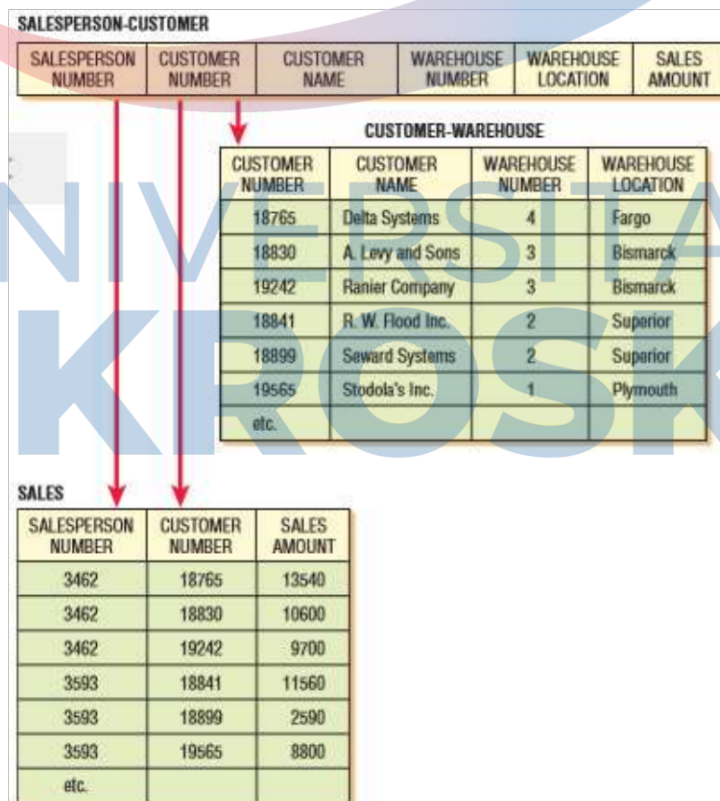 SALESPERSON-CUSTOMER
SALESPERSON NUMBER CUSTOMER NUMBER CUSTOMER NAME WAREHOUSE NUMBER WAREHOUSE LOCATION SALES AMOUNT
CUSTOMER-WAREHOUSE
CUSTOMER NUMBER CUSTOMER NAME WAREHOUSE NUMBER WAREHOUSE LOCATION
18765 Delta Systems 4 Fargo
18830 A. Levy and Sons 3 Bismarck
19242 Ranier Company 3 Bismarck
18841 R. W. Flood Inc. 2 Superior
18899 Seward Systems 2 Superior
19565 Stodola's Inc. 1 Plymouth
etc.
NIVERSITA
KROSK
SALES
SALESPERSON NUMBER CUSTOMER NUMBER SALES AMOUNT
3462 18765 13540
3462 18830 10600
3462 19242 9700
3593 18841 11560
3593 18899 2590
3593 19565 8800
etc.